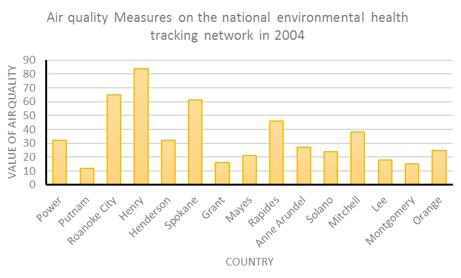 Air quality Measures on the national environmental health
tracking network in 2004
VALUE OF AIR QUALITY
90
80
70
60
50
40
30
20
10
0
Power
Putnam
Roanoke City
Henry
Henderson
Spokane
Grant
Mayes
Rapides
Anne Arundel
Solano
Mitchell
Lee
Montgomery
Orange
COUNTRY